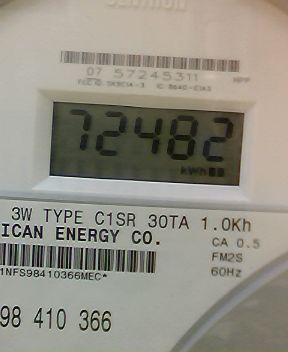 07 57245311 HPP
72482
kWh
3W TYPE C1SR 30TA 1.0Kh
ICAN ENERGY CO. CA 0.5
FM2S
1NFS98410366MEC* 60Hz
98 410 366